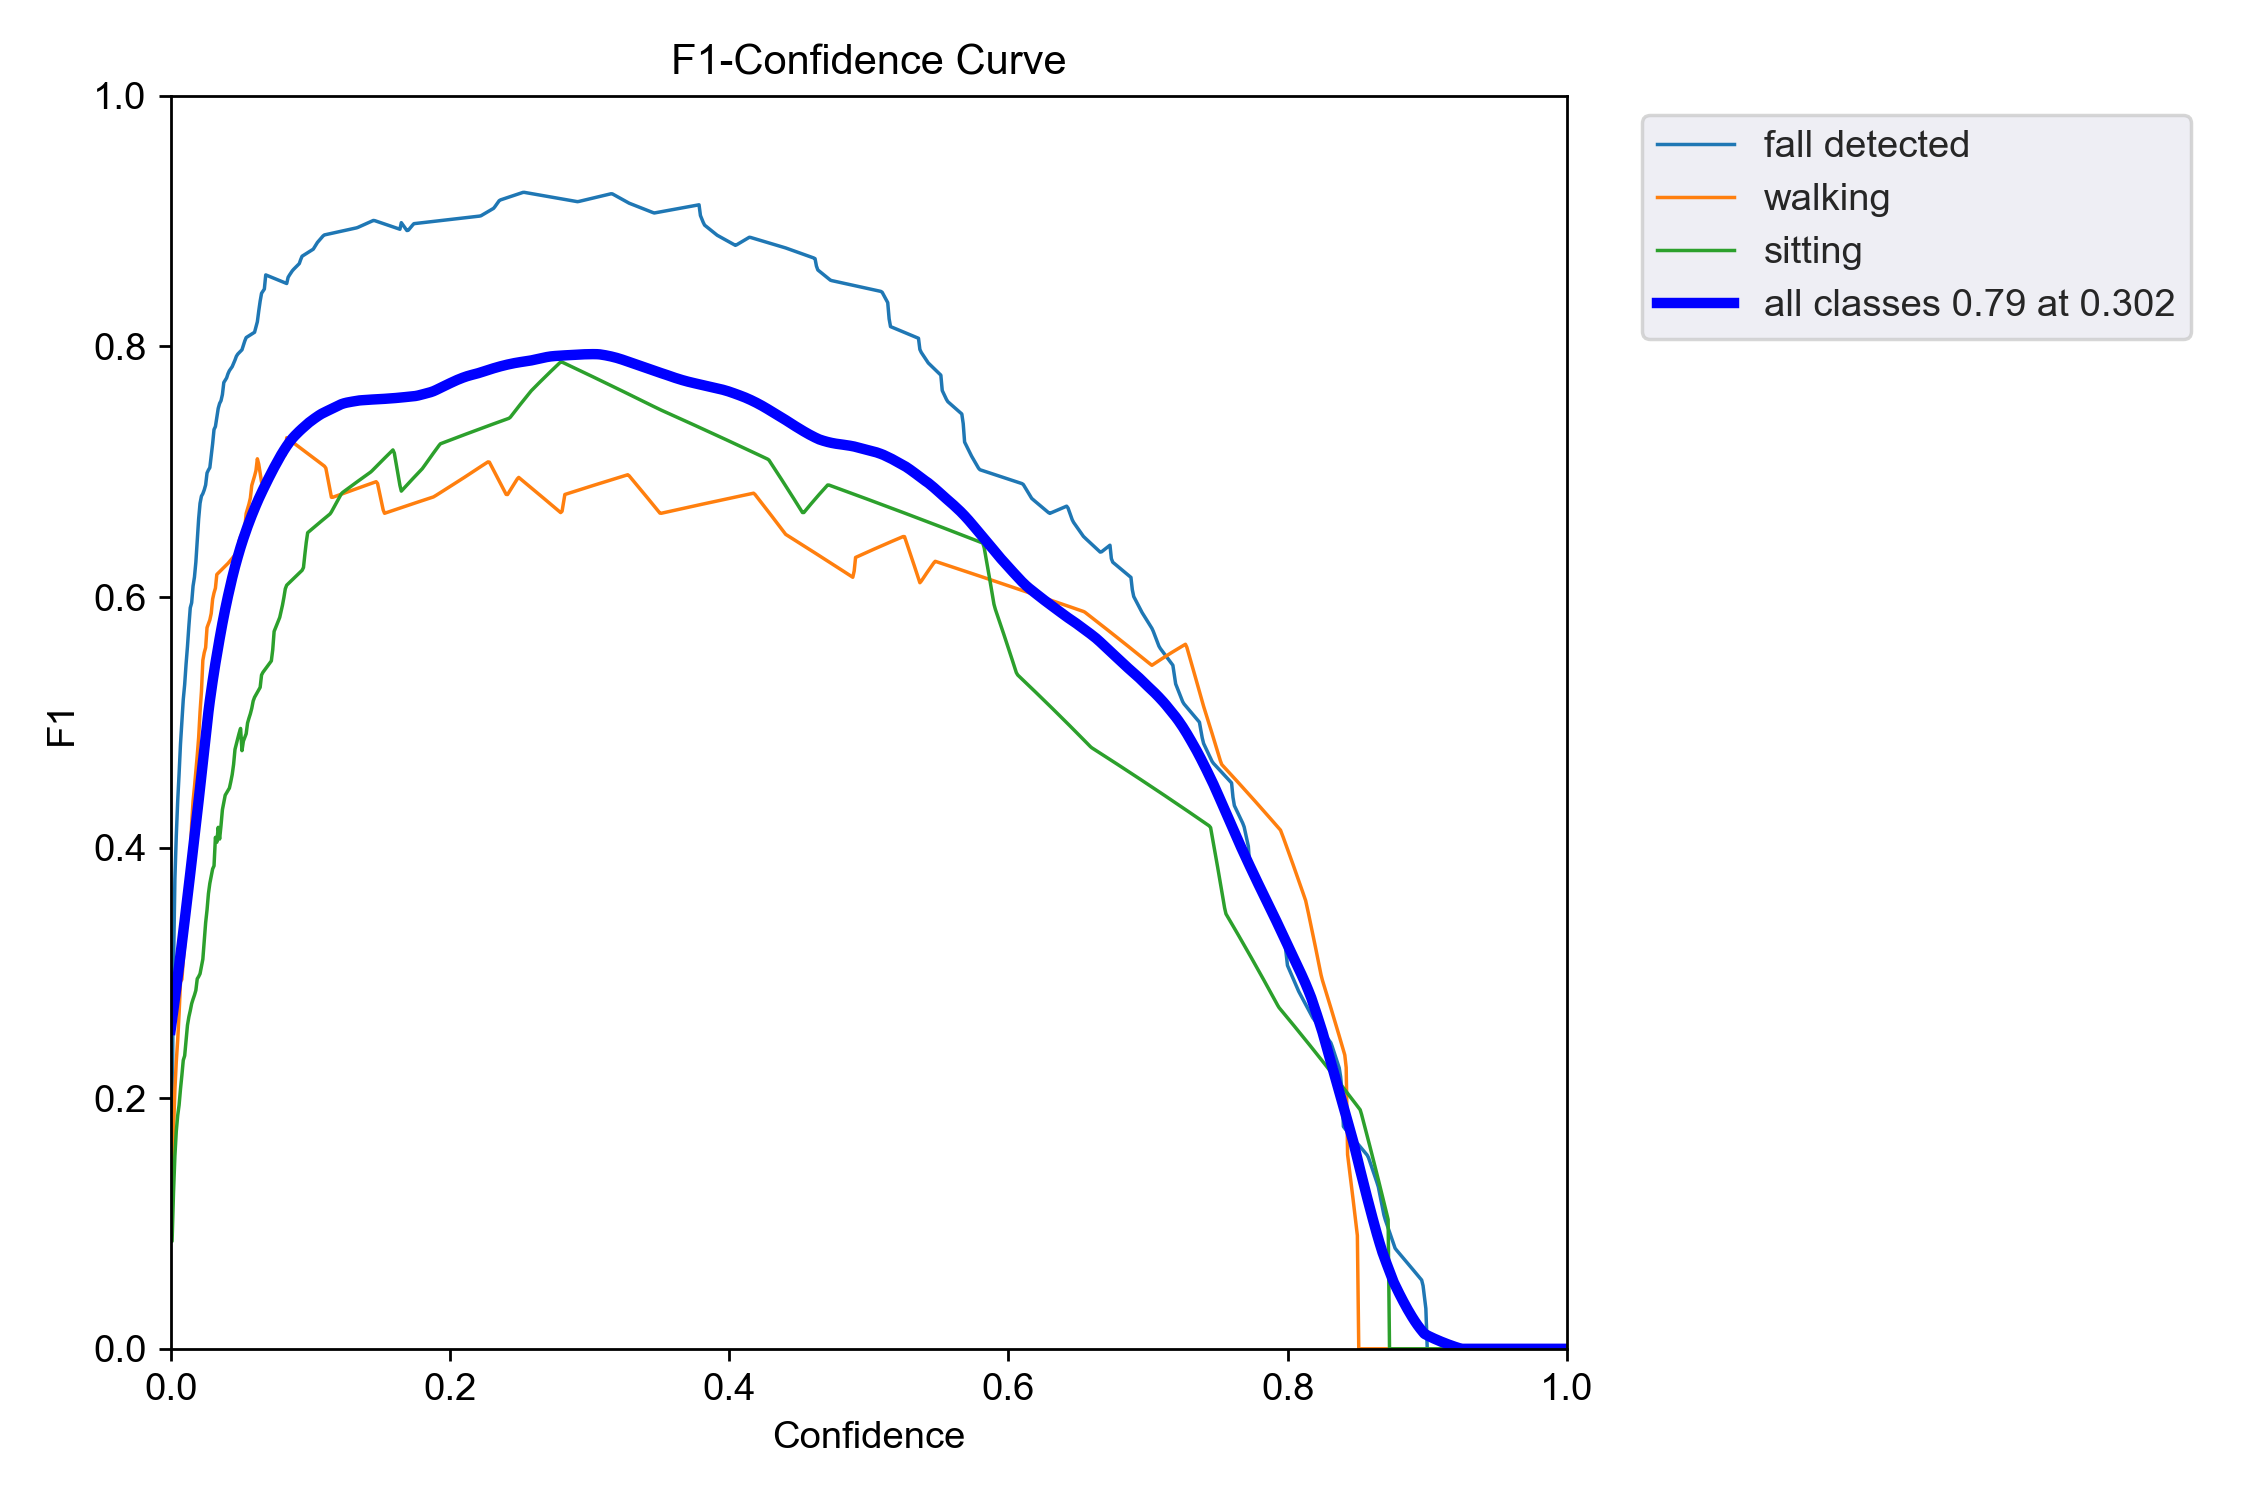 F1-Confidence Curve
1.0
0.8
0.6
0.4
0.2
0.0
F1
0.0 0.2 0.4 0.6 0.8 1.0
Confidence
fall detected
walking
sitting
all classes 0.79 at 0.302